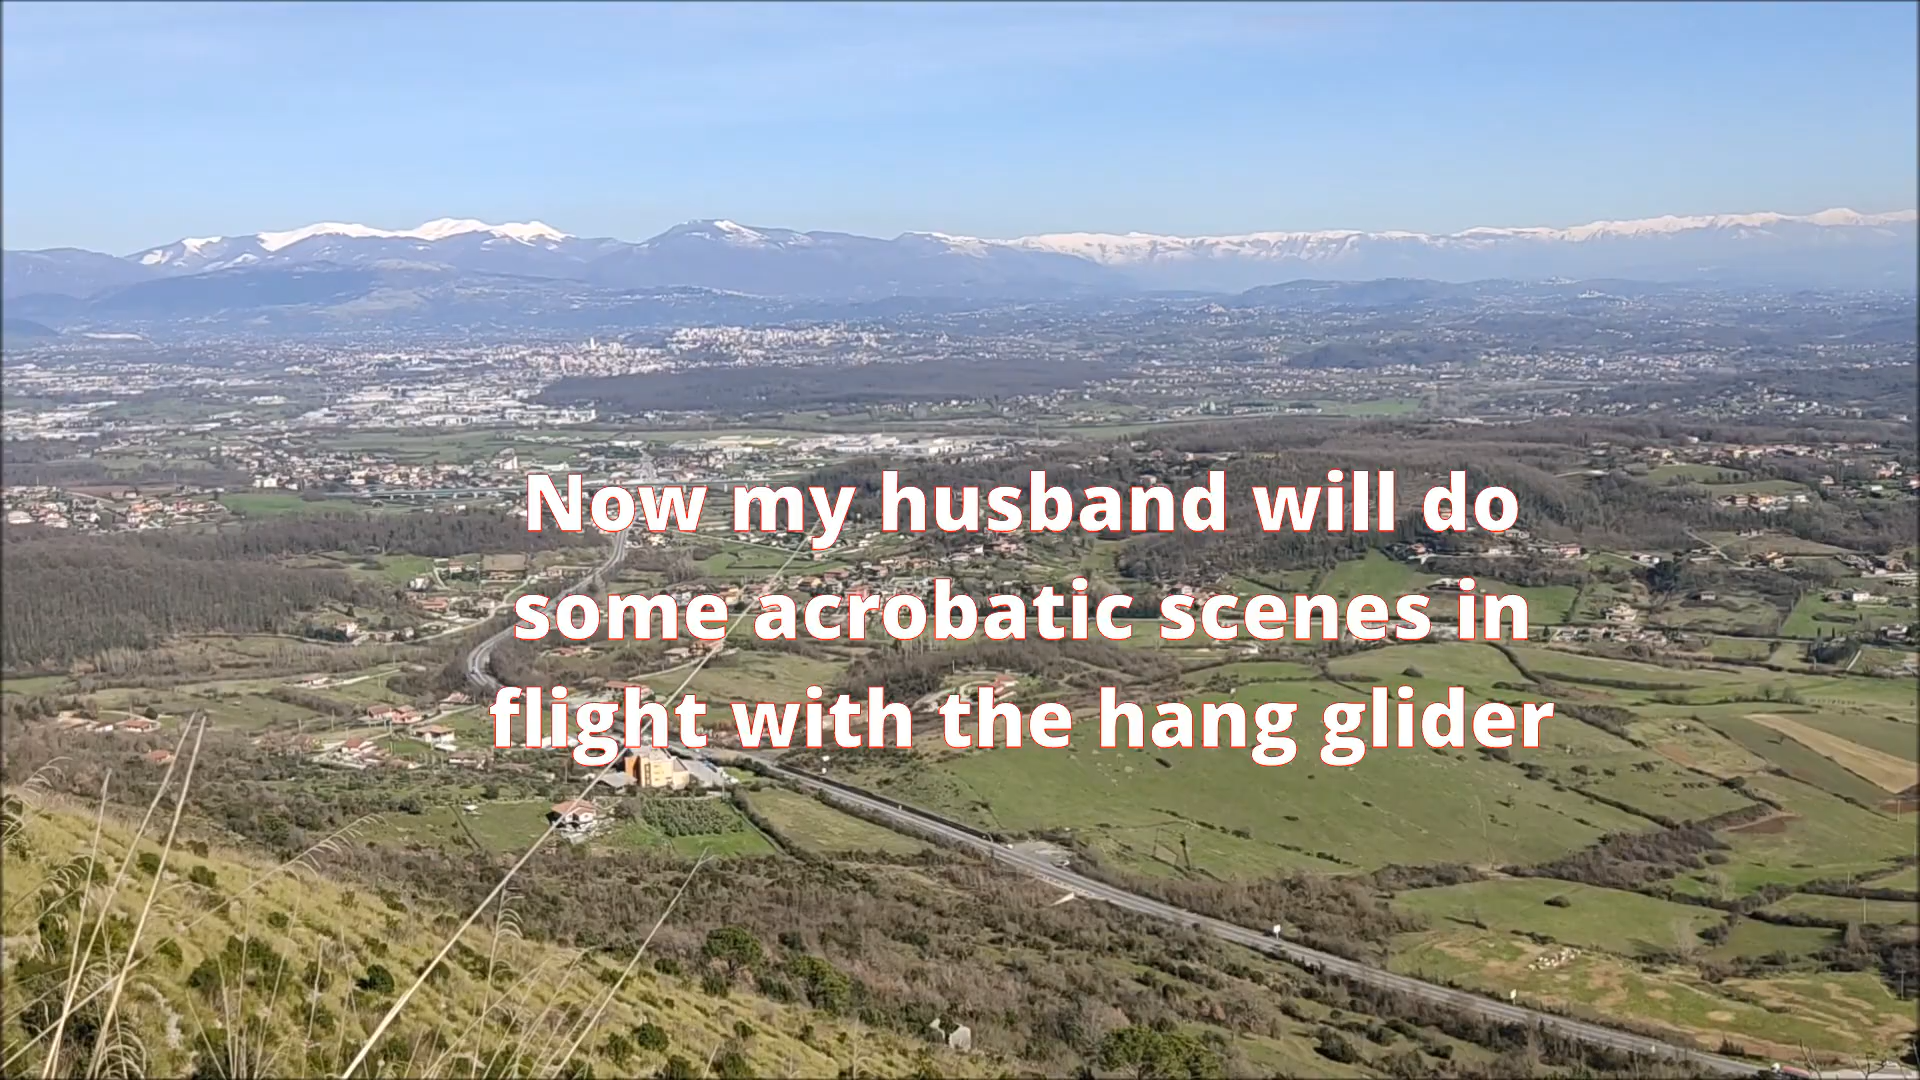 Now my husband will do
some acrobatic scenes in
flight with the hang glider